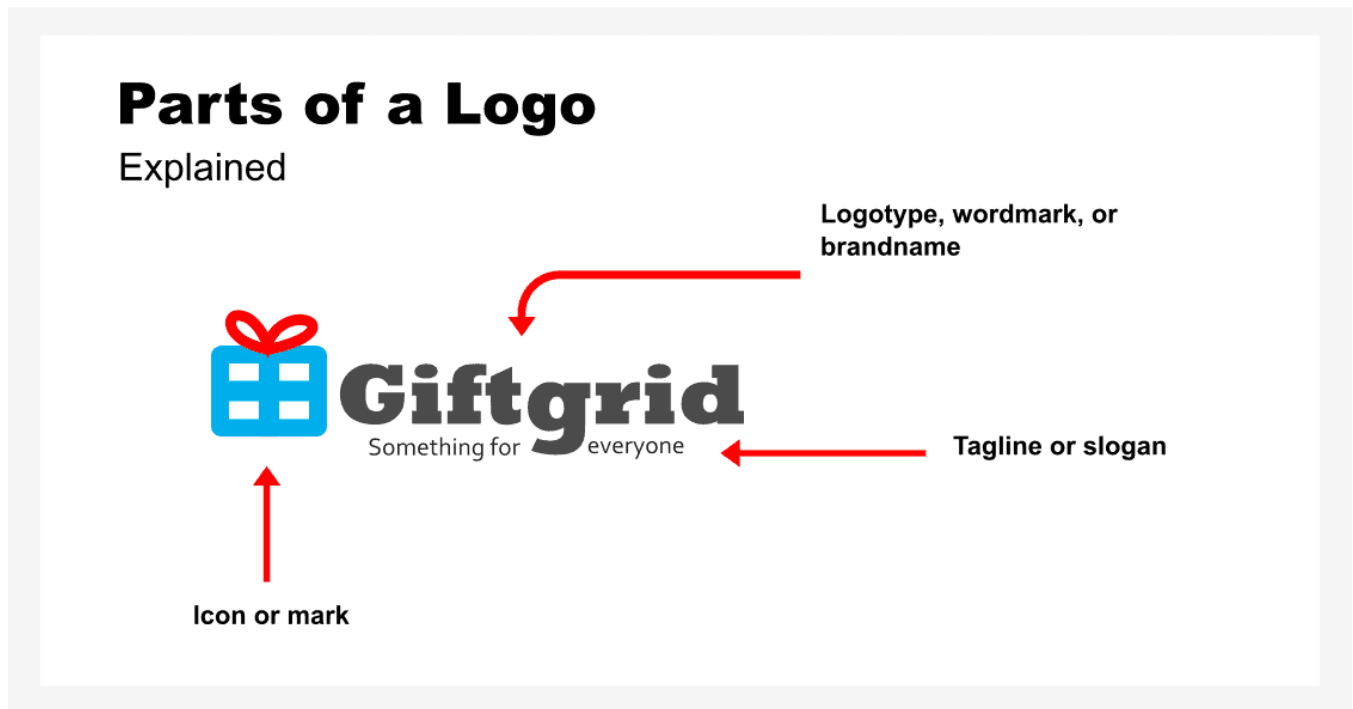 Parts of a Logo
Explained
Logotype, wordmark, or
brandname
Giftgrid
Something for everyone
Tagline or slogan
Icon or mark